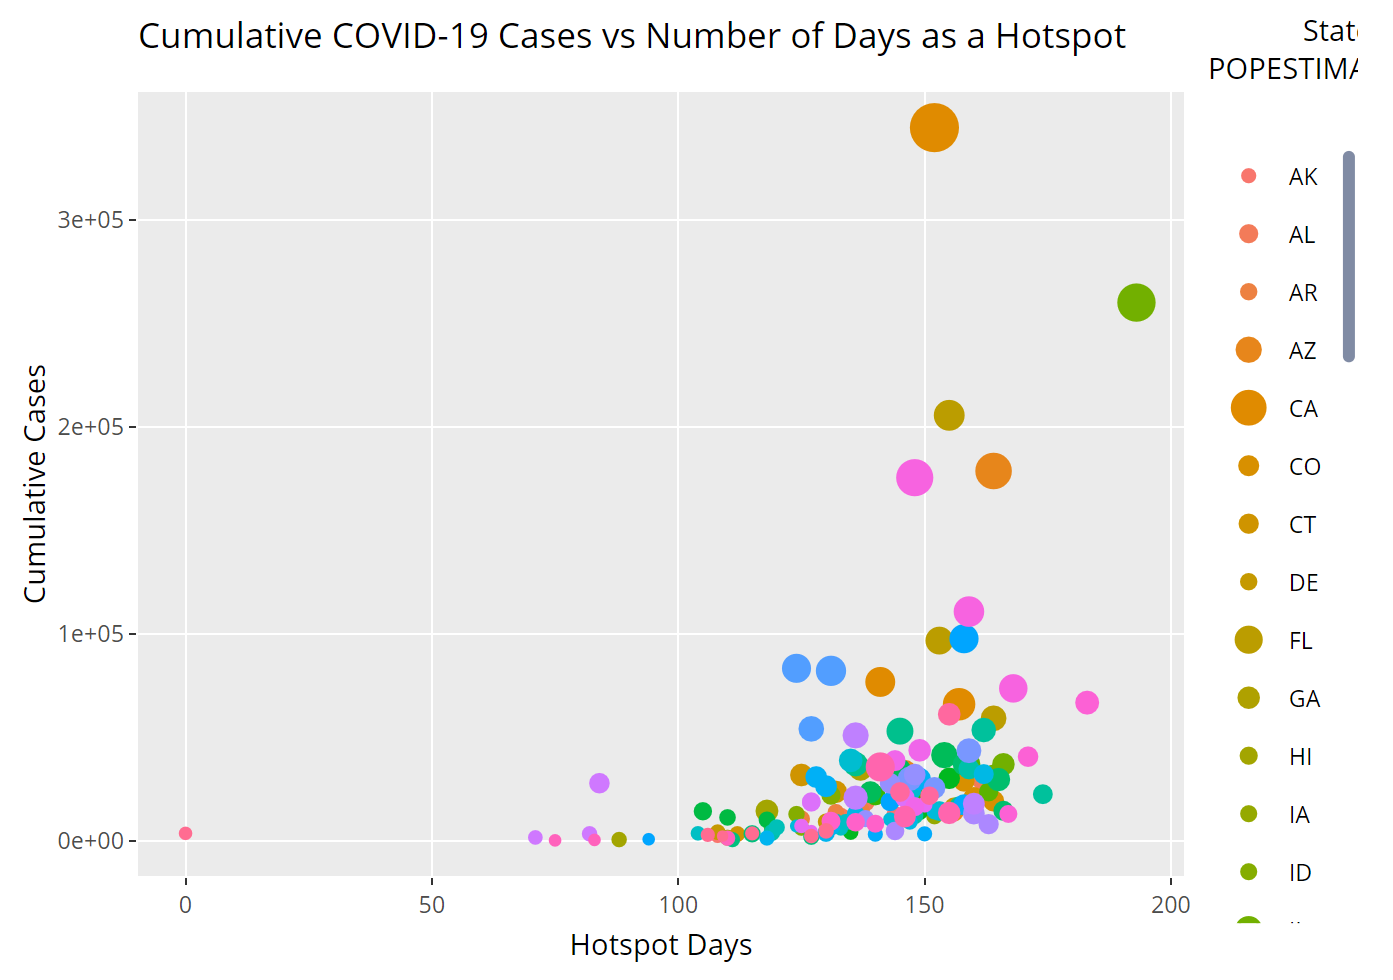 Cumulative COVID-19 Cases vs Number of Days as a Hotspot
Stat
POPESTIMA
AK
AL
AR
AZ
CA
CO
CT
DE
FL
GA
HI
IA
ID
3e+05
2e+05
1e+05
0e+00
Cumulative Cases
0
50
100
150
200
Hotspot Days